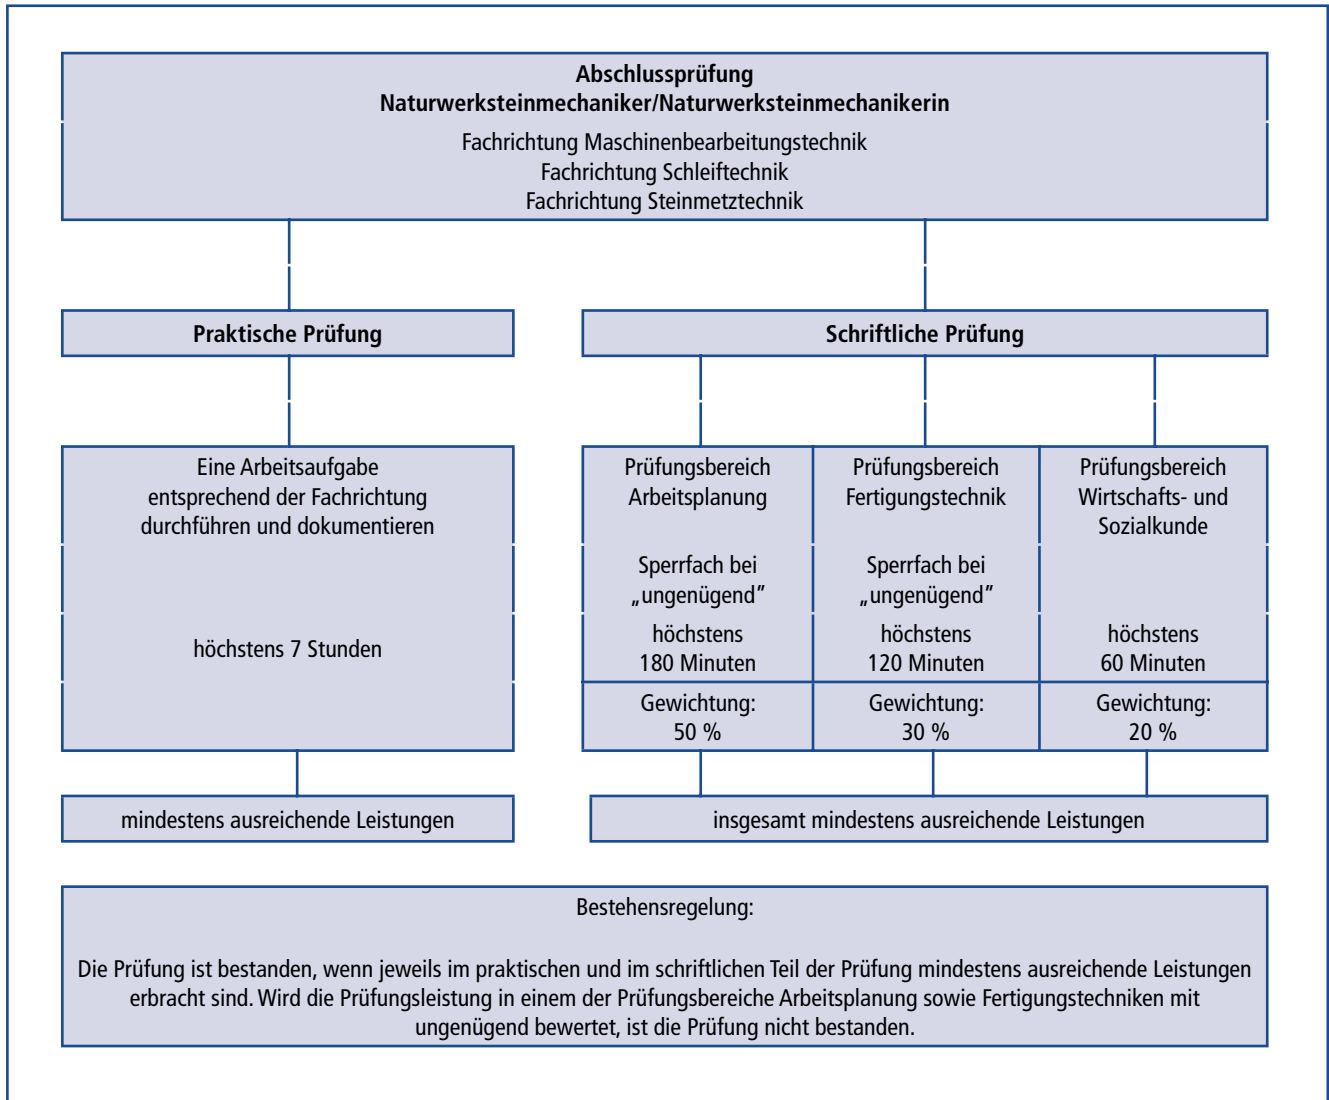 Abschlussprüfung
Naturwerksteinmechaniker/Naturwerksteinmechanikerin
Fachrichtung Maschinenbearbeitungstechnik
Fachrichtung Schleiftechnik
Fachrichtung Steinmetztechnik
Praktische Prüfung
Schriftliche Prüfung
Eine Arbeitsaufgabe
entsprechend der Fachrichtung
durchführen und dokumentieren
höchstens 7 Stunden
Prüfungsbereich
Arbeitsplanung
Sperrfach bei
„ungenügend”
höchstens
180 Minuten
Gewichtung:
50 %
Prüfungsbereich
Fertigungstechnik
Sperrfach bei
„ungenügend”
höchstens
120 Minuten
Gewichtung:
30 %
Prüfungsbereich
Wirtschafts- und
Sozialkunde
höchstens
60 Minuten
Gewichtung:
20 %
mindestens ausreichende Leistungen
insgesamt mindestens ausreichende Leistungen
Bestehensregelung:
Die Prüfung ist bestanden, wenn jeweils im praktischen und im schriftlichen Teil der Prüfung mindestens ausreichende Leistungen
erbracht sind. Wird die Prüfungsleistung in einem der Prüfungsbereiche Arbeitsplanung sowie Fertigungstechniken mit
ungenügend bewertet, ist die Prüfung nicht bestanden.